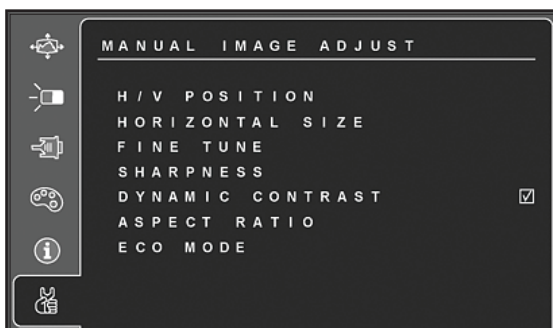 MANUAL IMAGE ADJUST
H/V POSITION
HORIZONTAL SIZE
FINE TUNE
SHARPNESS
DYNAMIC CONTRAST
ASPECT RATIO
ECO MODE